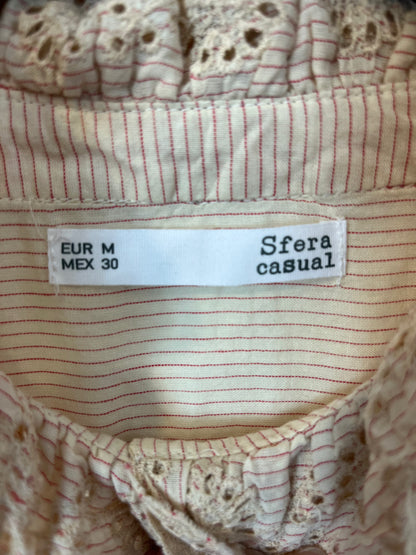 EUR M
MEX 30
Sfera
casual